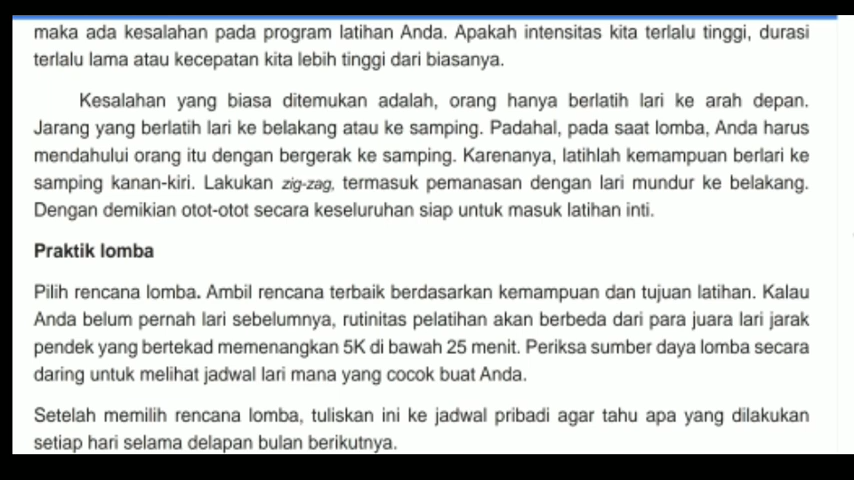 maka ada kesalahan pada program latihan Anda. Apakah intensitas kita terlalu tinggi, durasi
terlalu lama atau kecepatan kita lebih tinggi dari biasanya.
Kesalahan yang biasa ditemukan adalah, orang hanya berlatih lari ke arah depan.
Jarang yang berlatih lari ke belakang atau ke samping. Padahal, pada saat lomba, Anda harus
mendahului orang itu dengan bergerak ke samping. Karenanya, latihlah kemampuan berlari ke
samping kanan-kiri. Lakukan zig-zag, termasuk pemanasan dengan lari mundur ke belakang.
Dengan demikian otot-otot secara keseluruhan siap untuk masuk latihan inti.
Praktik lomba
Pilih rencana lomba. Ambil rencana terbaik berdasarkan kemampuan dan tujuan latihan. Kalau
Anda belum pernah lari sebelumnya, rutinitas pelatihan akan berbeda dari para juara lari jarak
pendek yang bertekad memenangkan 5K di bawah 25 menit. Periksa sumber daya lomba secara
daring untuk melihat jadwal lari mana yang cocok buat Anda.
Setelah memilih rencana lomba, tuliskan ini ke jadwal pribadi agar tahu apa yang dilakukan
setiap hari selama delapan bulan berikutnya.